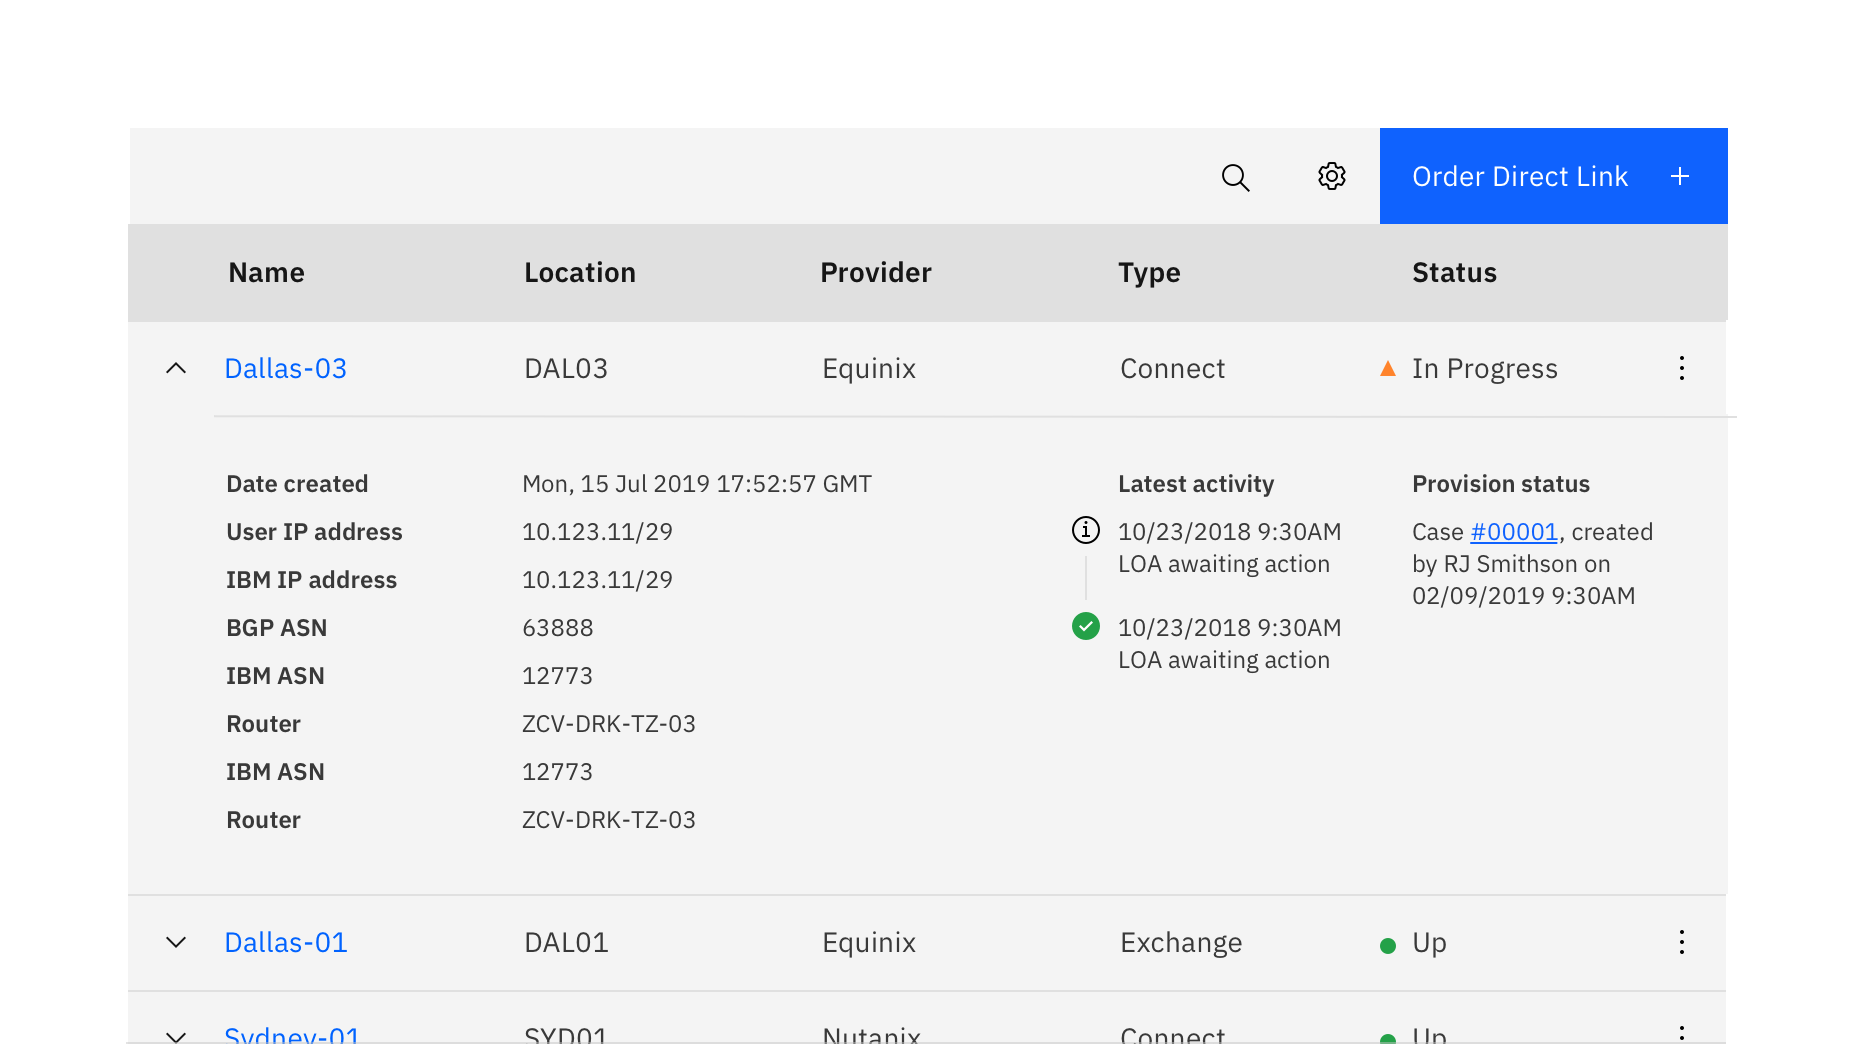 Order Direct Link +
Name Location Provider Type Status
Dallas-03 DAL03 Equinix Connect In Progress
Date created Mon, 15 Jul 2019 17:52:57 GMT
User IP address 10.123.11/29
IBM IP address 10.123.11/29
BGP ASN 63888
IBM ASN 12773
Router ZCV-DRK-TZ-03
IBM ASN 12773
Router ZCV-DRK-TZ-03
Latest activity
10/23/2018 9:30AM
LOA awaiting action
10/23/2018 9:30AM
LOA awaiting action
Provision status
Case #00001, created
by RJ Smithson on
02/09/2019 9:30AM
Dallas-01 DAL01 Equinix Exchange Up
Sydney-01 SYD01 Nutanix Connect Up